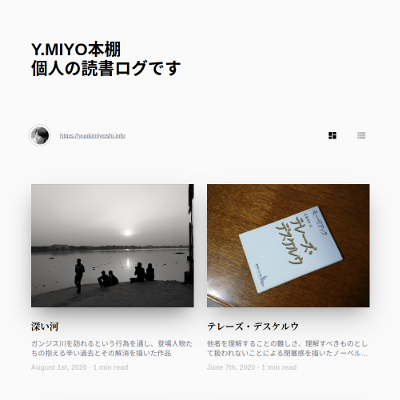 Y.MIYO本棚
個人の読書ログです
https://yuukimiyoshi.info
テレーズ・
デスケルウ
深い河
ガンジス川を訪れるという行為を通し、登場人物た
ちの抱える辛い過去とその解消を描いた作品
August 1st, 2020 · 1 min read
テレーズ・デスケルウ
他者を理解することの難しさ、理解すべきものとし
て扱われないことによる閉塞感を描いたノーベル…
June 7th, 2020 · 1 min read